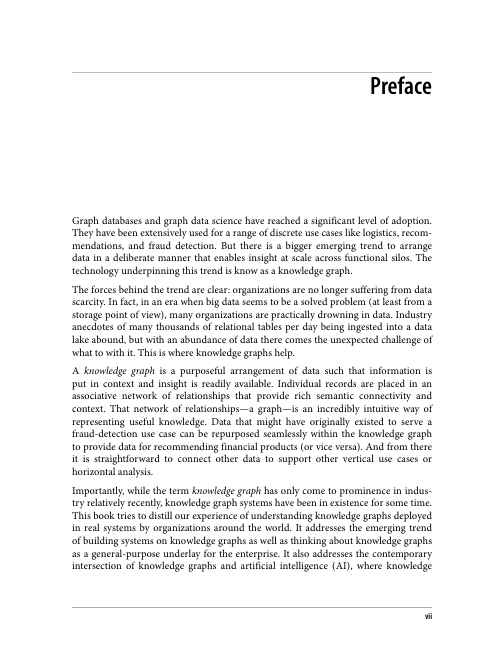 Preface
Graph databases and graph data science have reached a significant level of adoption.
They have been extensively used for a range of discrete use cases like logistics, recom-
mendations, and fraud detection. But there is a bigger emerging trend to arrange
data in a deliberate manner that enables insight at scale across functional silos. The
technology underpinning this trend is know as a knowledge graph.
The forces behind the trend are clear: organizations are no longer suffering from data
scarcity. In fact, in an era when big data seems to be a solved problem (at least from a
storage point of view), many organizations are practically drowning in data. Industry
anecdotes of many thousands of relational tables per day being ingested into a data
lake abound, but with an abundance of data there comes the unexpected challenge of
what to with it. This is where knowledge graphs help.
A knowledge graph is a purposeful arrangement of data such that information is
put in context and insight is readily available. Individual records are placed in an
associative network of relationships that provide rich semantic connectivity and
context. That network of relationships—a graph—is an incredibly intuitive way of
representing useful knowledge. Data that might have originally existed to serve a
fraud-detection use case can be repurposed seamlessly within the knowledge graph
to provide data for recommending financial products (or vice versa). And from there
it is straightforward to connect other data to support other vertical use cases or
horizontal analysis.
Importantly, while the term knowledge graph has only come to prominence in indus-
try relatively recently, knowledge graph systems have been in existence for some time.
This book tries to distill our experience of understanding knowledge graphs deployed
in real systems by organizations around the world. It addresses the emerging trend
of building systems on knowledge graphs as well as thinking about knowledge graphs
as a general-purpose underlay for the enterprise. It also addresses the contemporary
intersection of knowledge graphs and artificial intelligence (AI), where knowledge
vii